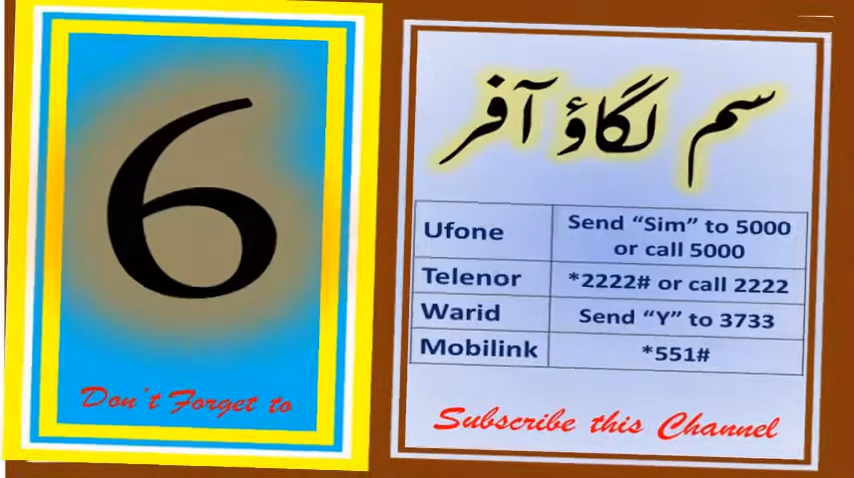 6
Don't Forget to
سم لگاؤ آفر
Ufone
Send “Sim” to 5000
or call 5000
Telenor
*2222# or call 2222
Warid
Send “Y” to 3733
Mobilink
*551#
Subscribe this Channel